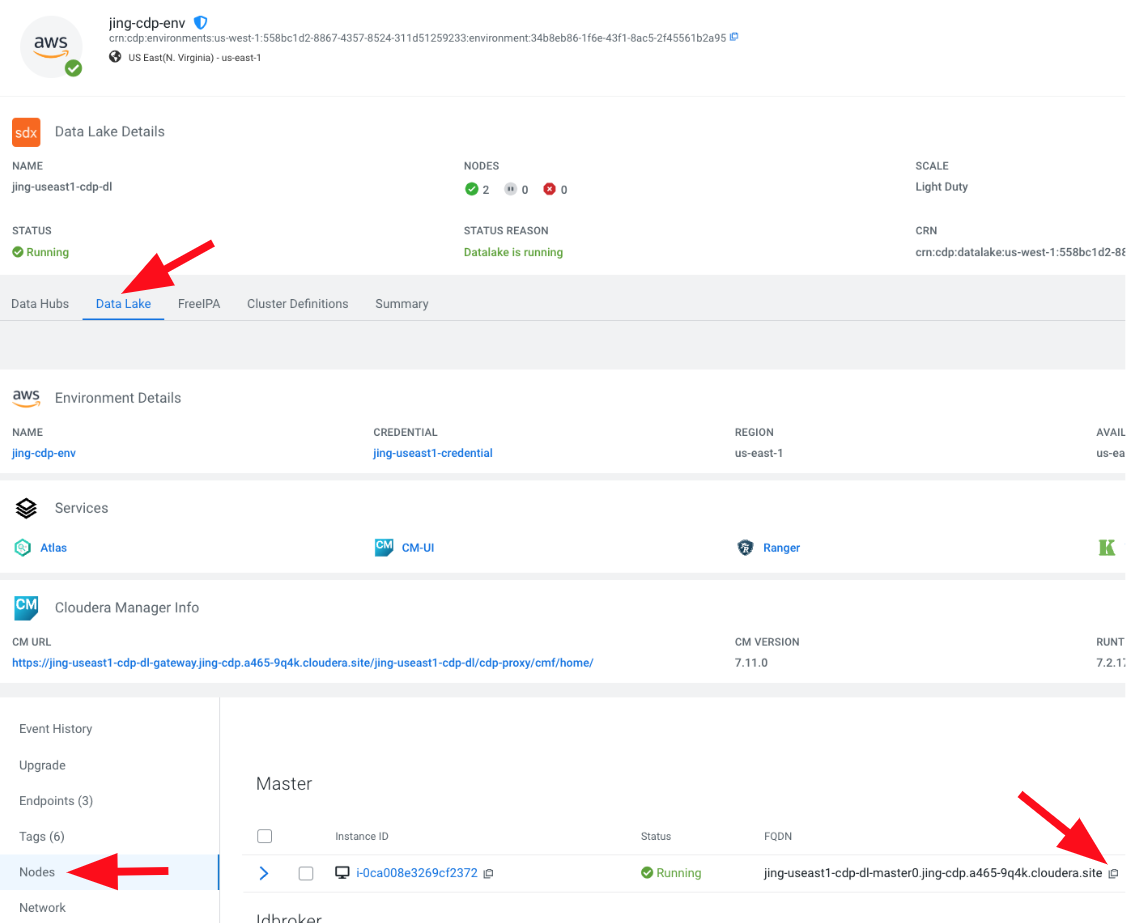 aws
jing-cdp-env
crn:cdp:environments:us-west-1:558bc1d2-8867-4357-8524-311d51259233:environment:34b8eb86-1f6e-43f1-8ac5-2f45561b2a95
US East(N. Virginia) - us-east-1
sdx Data Lake Details
NAME NODES SCALE
jing-useast1-cdp-dl 2 0 0 Light Duty
STATUS STATUS REASON CRN
Running Datalake is running crn:cdp:datalake:us-west-1:558bc1d2-88
Data Hubs Data Lake FreeIPA Cluster Definitions Summary
aws Environment Details
NAME CREDENTIAL REGION AVAIL
jing-cdp-env jing-useast1-credential us-east-1 us-ea
Services
Atlas CM CM-UI Ranger
CM Cloudera Manager Info
CM URL CM VERSION RUNT
https://jing-useast1-cdp-dl-gateway.jing-cdp.a465-9q4k.cloudera.site/jing-useast1-cdp-dl/cdp-proxy/cmf/home/ 7.11.0 7.2.17
Event History
Upgrade
Endpoints (3)
Tags (6)
Nodes
Network
Master
Instance ID Status FQDN
i-0ca008e3269cf2372 Running jing-useast1-cdp-dl-master0.jing-cdp.a465-9q4k.cloudera.site
Idbroker